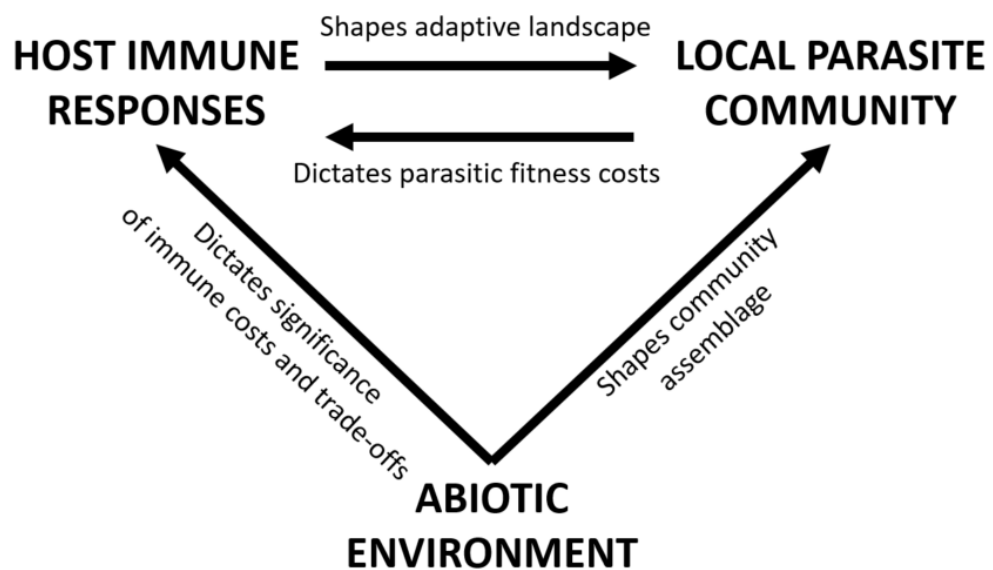 Shapes adaptive landscape
HOST IMMUNE
RESPONSES
LOCAL PARASITE
COMMUNITY
Dictates parasitic fitness costs
Dictates significance
of immune costs and trade-offs
Shapes community
assemblage
ABIOTIC
ENVIRONMENT